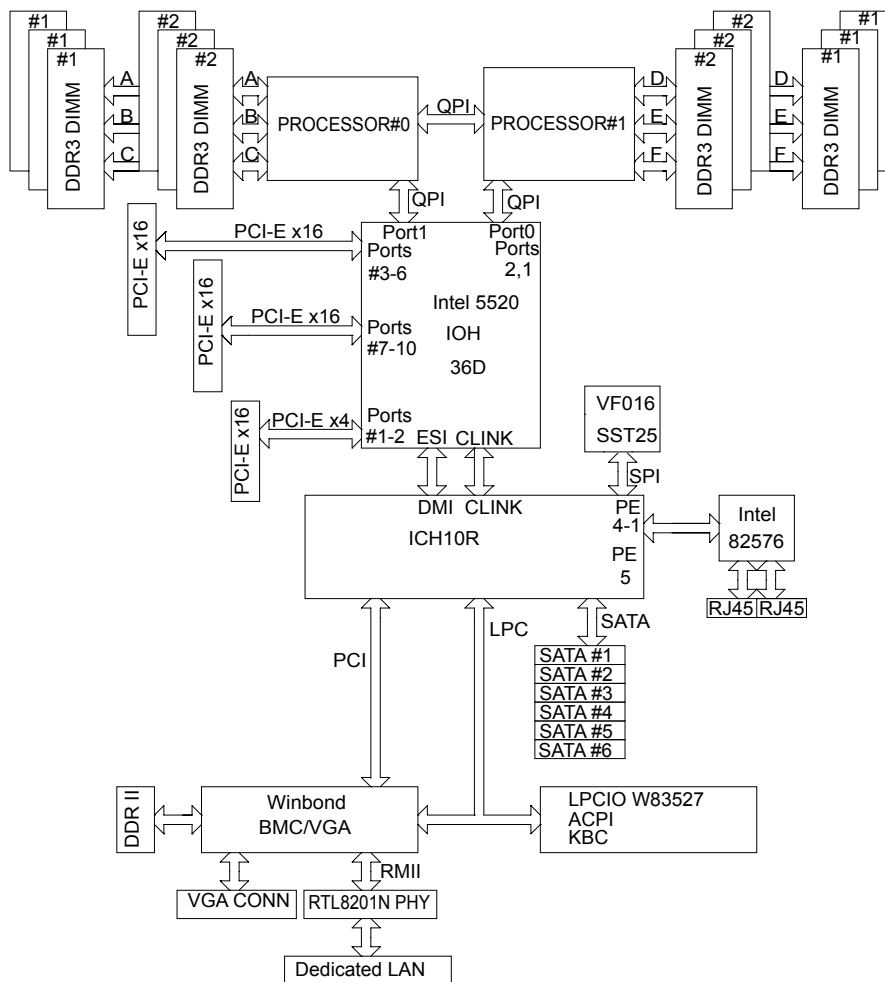 #1
#1
#1
DDR3 DIMM
A
B
C
#2
#2
#2
DDR3 DIMM
A
B
C
PROCESSOR#0
QPI
PROCESSOR#1
D
E
F
#2
#2
#2
DDR3 DIMM
D
E
F
#1
#1
#1
DDR3 DIMM
QPI
QPI
PCI-E x16
PCI-E x16
Port1
Ports
#3-6
Port0
Ports
2,1
PCI-E x16
PCI-E x16
Ports
#7-10
Intel 5520
IOH
36D
PCI-E x16
PCI-E x4
Ports
#1-2
ESI
CLINK
VF016
SST25
SPI
DMI
CLINK
ICH10R
PE
4-1
PE
5
Intel
82576
RJ45
RJ45
PCI
LPC
SATA
SATA #1
SATA #2
SATA #3
SATA #4
SATA #5
SATA #6
DDR II
Winbond
BMC/VGA
LPCIO W83527
ACPI
KBC
RMII
VGA CONN
RTL8201N PHY
Dedicated LAN